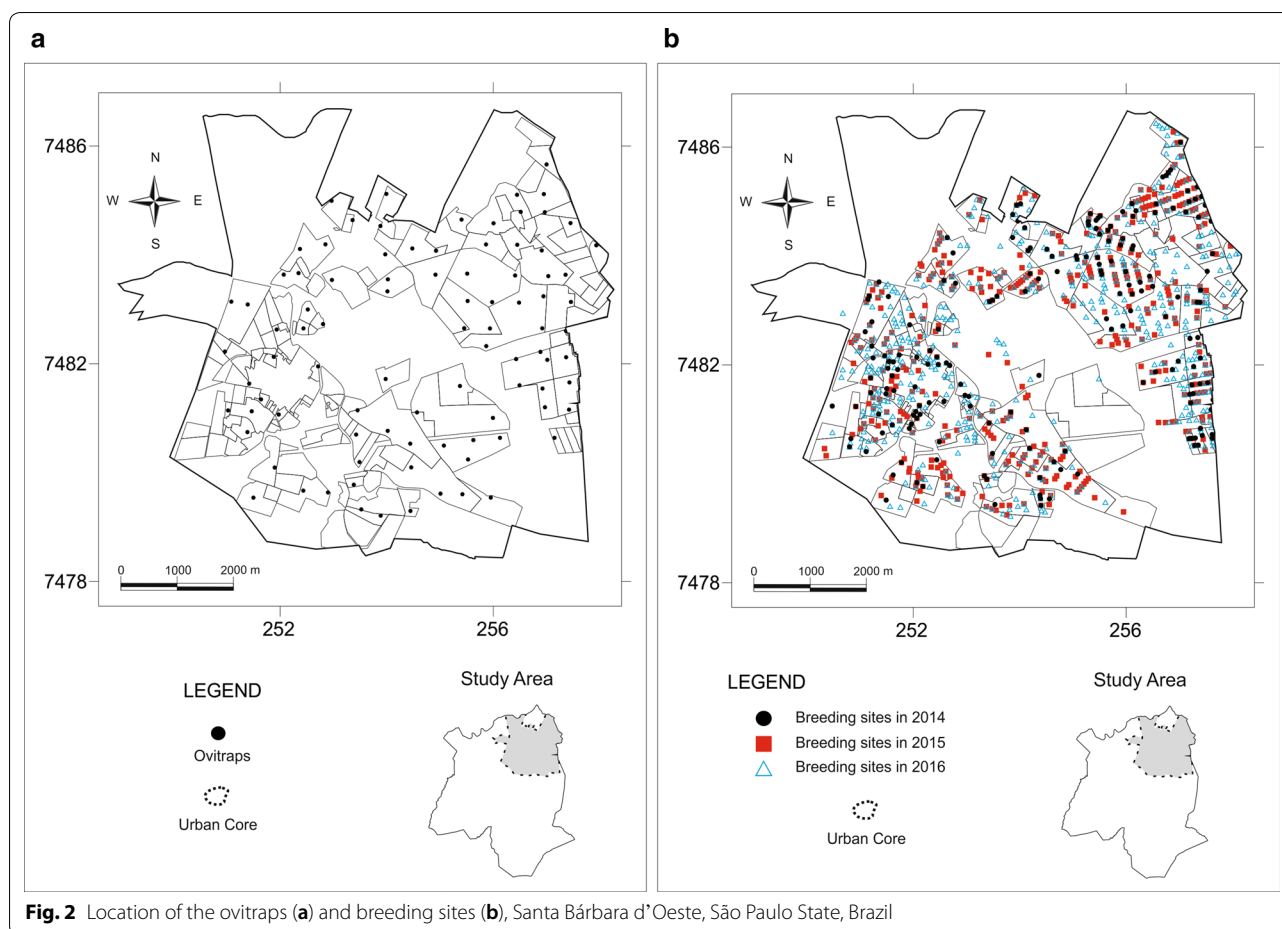 a
7486
N
W E
S
7482
0 1000 2000 m
7478
252 256
LEGEND
Ovitraps
Urban Core
Study Area
b
7486
N
W E
S
7482
0 1000 2000 m
7478
252 256
LEGEND
Breeding sites in 2014
Breeding sites in 2015
Breeding sites in 2016
Urban Core
Study Area
Fig. 2 Location of the ovitraps (a) and breeding sites (b), Santa Bárbara d’Oeste, São Paulo State, Brazil